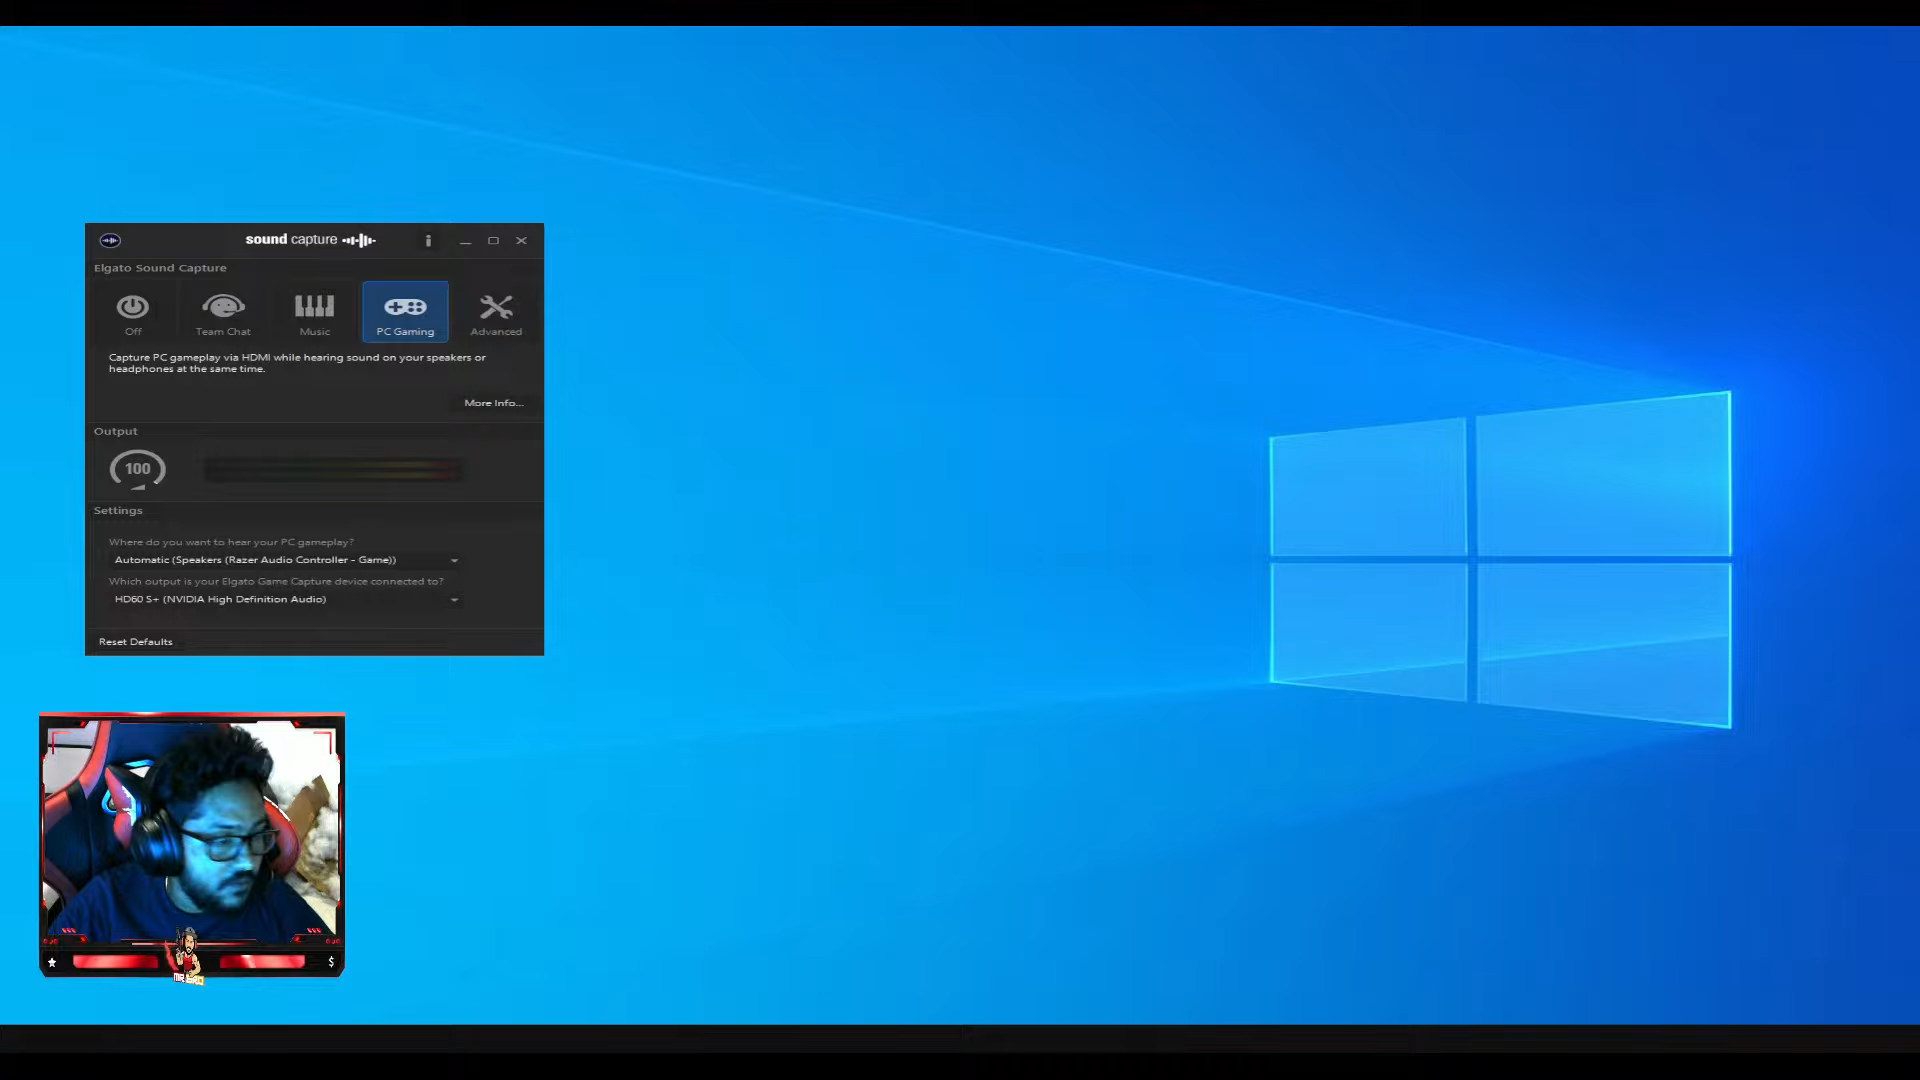 sound capture
Elgato Sound Capture
Off
Team Chat
Music
PC Gaming
Advanced
Capture PC gameplay via HDMI while hearing sound on your speakers or
headphones at the same time.
More Info...
Output
100
Settings
Where do you want to hear your PC gameplay?
Automatic (Speakers (Razer Audio Controller - Game))
Which output is your Elgato Game Capture device connected to?
HD60 S+ (NVIDIA High Definition Audio)
Reset Defaults
$